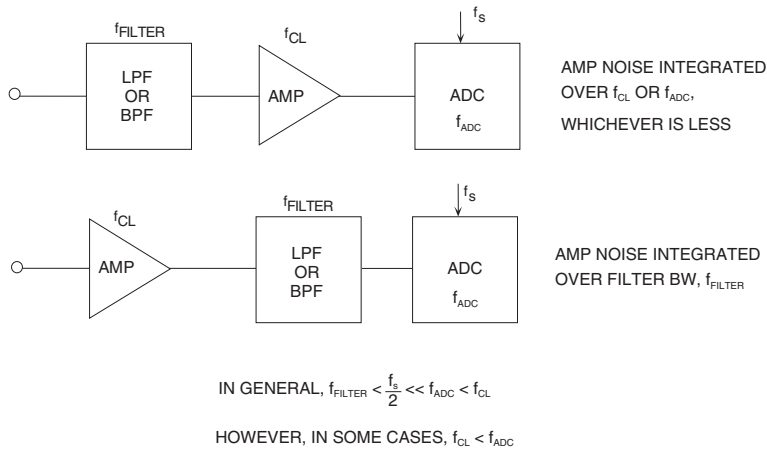 fFILTER
LPF
OR
BPF
fCL
AMP
fs
ADC
fADC
AMP NOISE INTEGRATED
OVER fCL OR fADC,
WHICHEVER IS LESS
fCL
AMP
fFILTER
LPF
OR
BPF
fs
ADC
fADC
AMP NOISE INTEGRATED
OVER FILTER BW, fFILTER
IN GENERAL, fFILTER < fs/2 << fADC < fCL
HOWEVER, IN SOME CASES, fCL < fADC